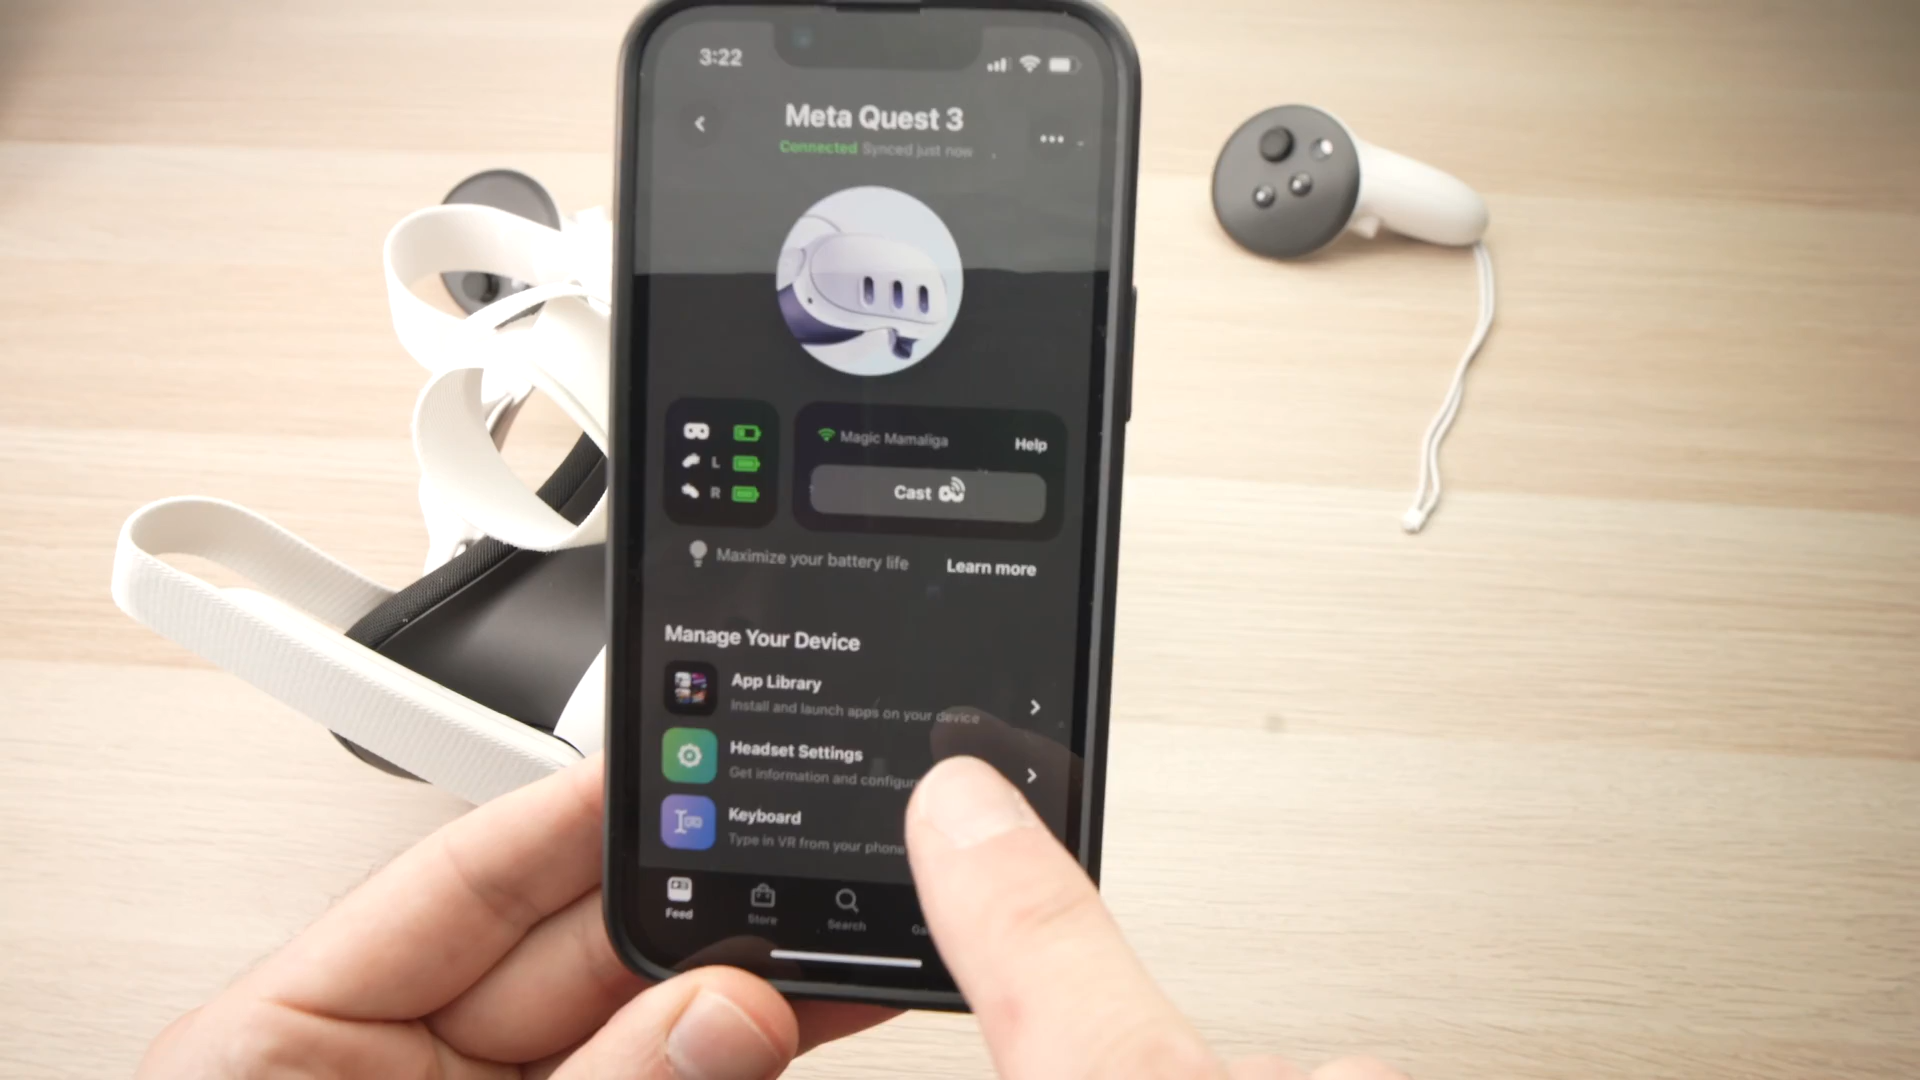 3:22
Meta Quest 3
Connected Synced just now
Magic Mamaliga
Help
L
Cast
R
Maximize your battery life
Learn more
Manage Your Device
App Library
Install and launch apps on your device
Headset Settings
Get information and
Keyboard
Type in VR from your phone
Feed
Store
Search